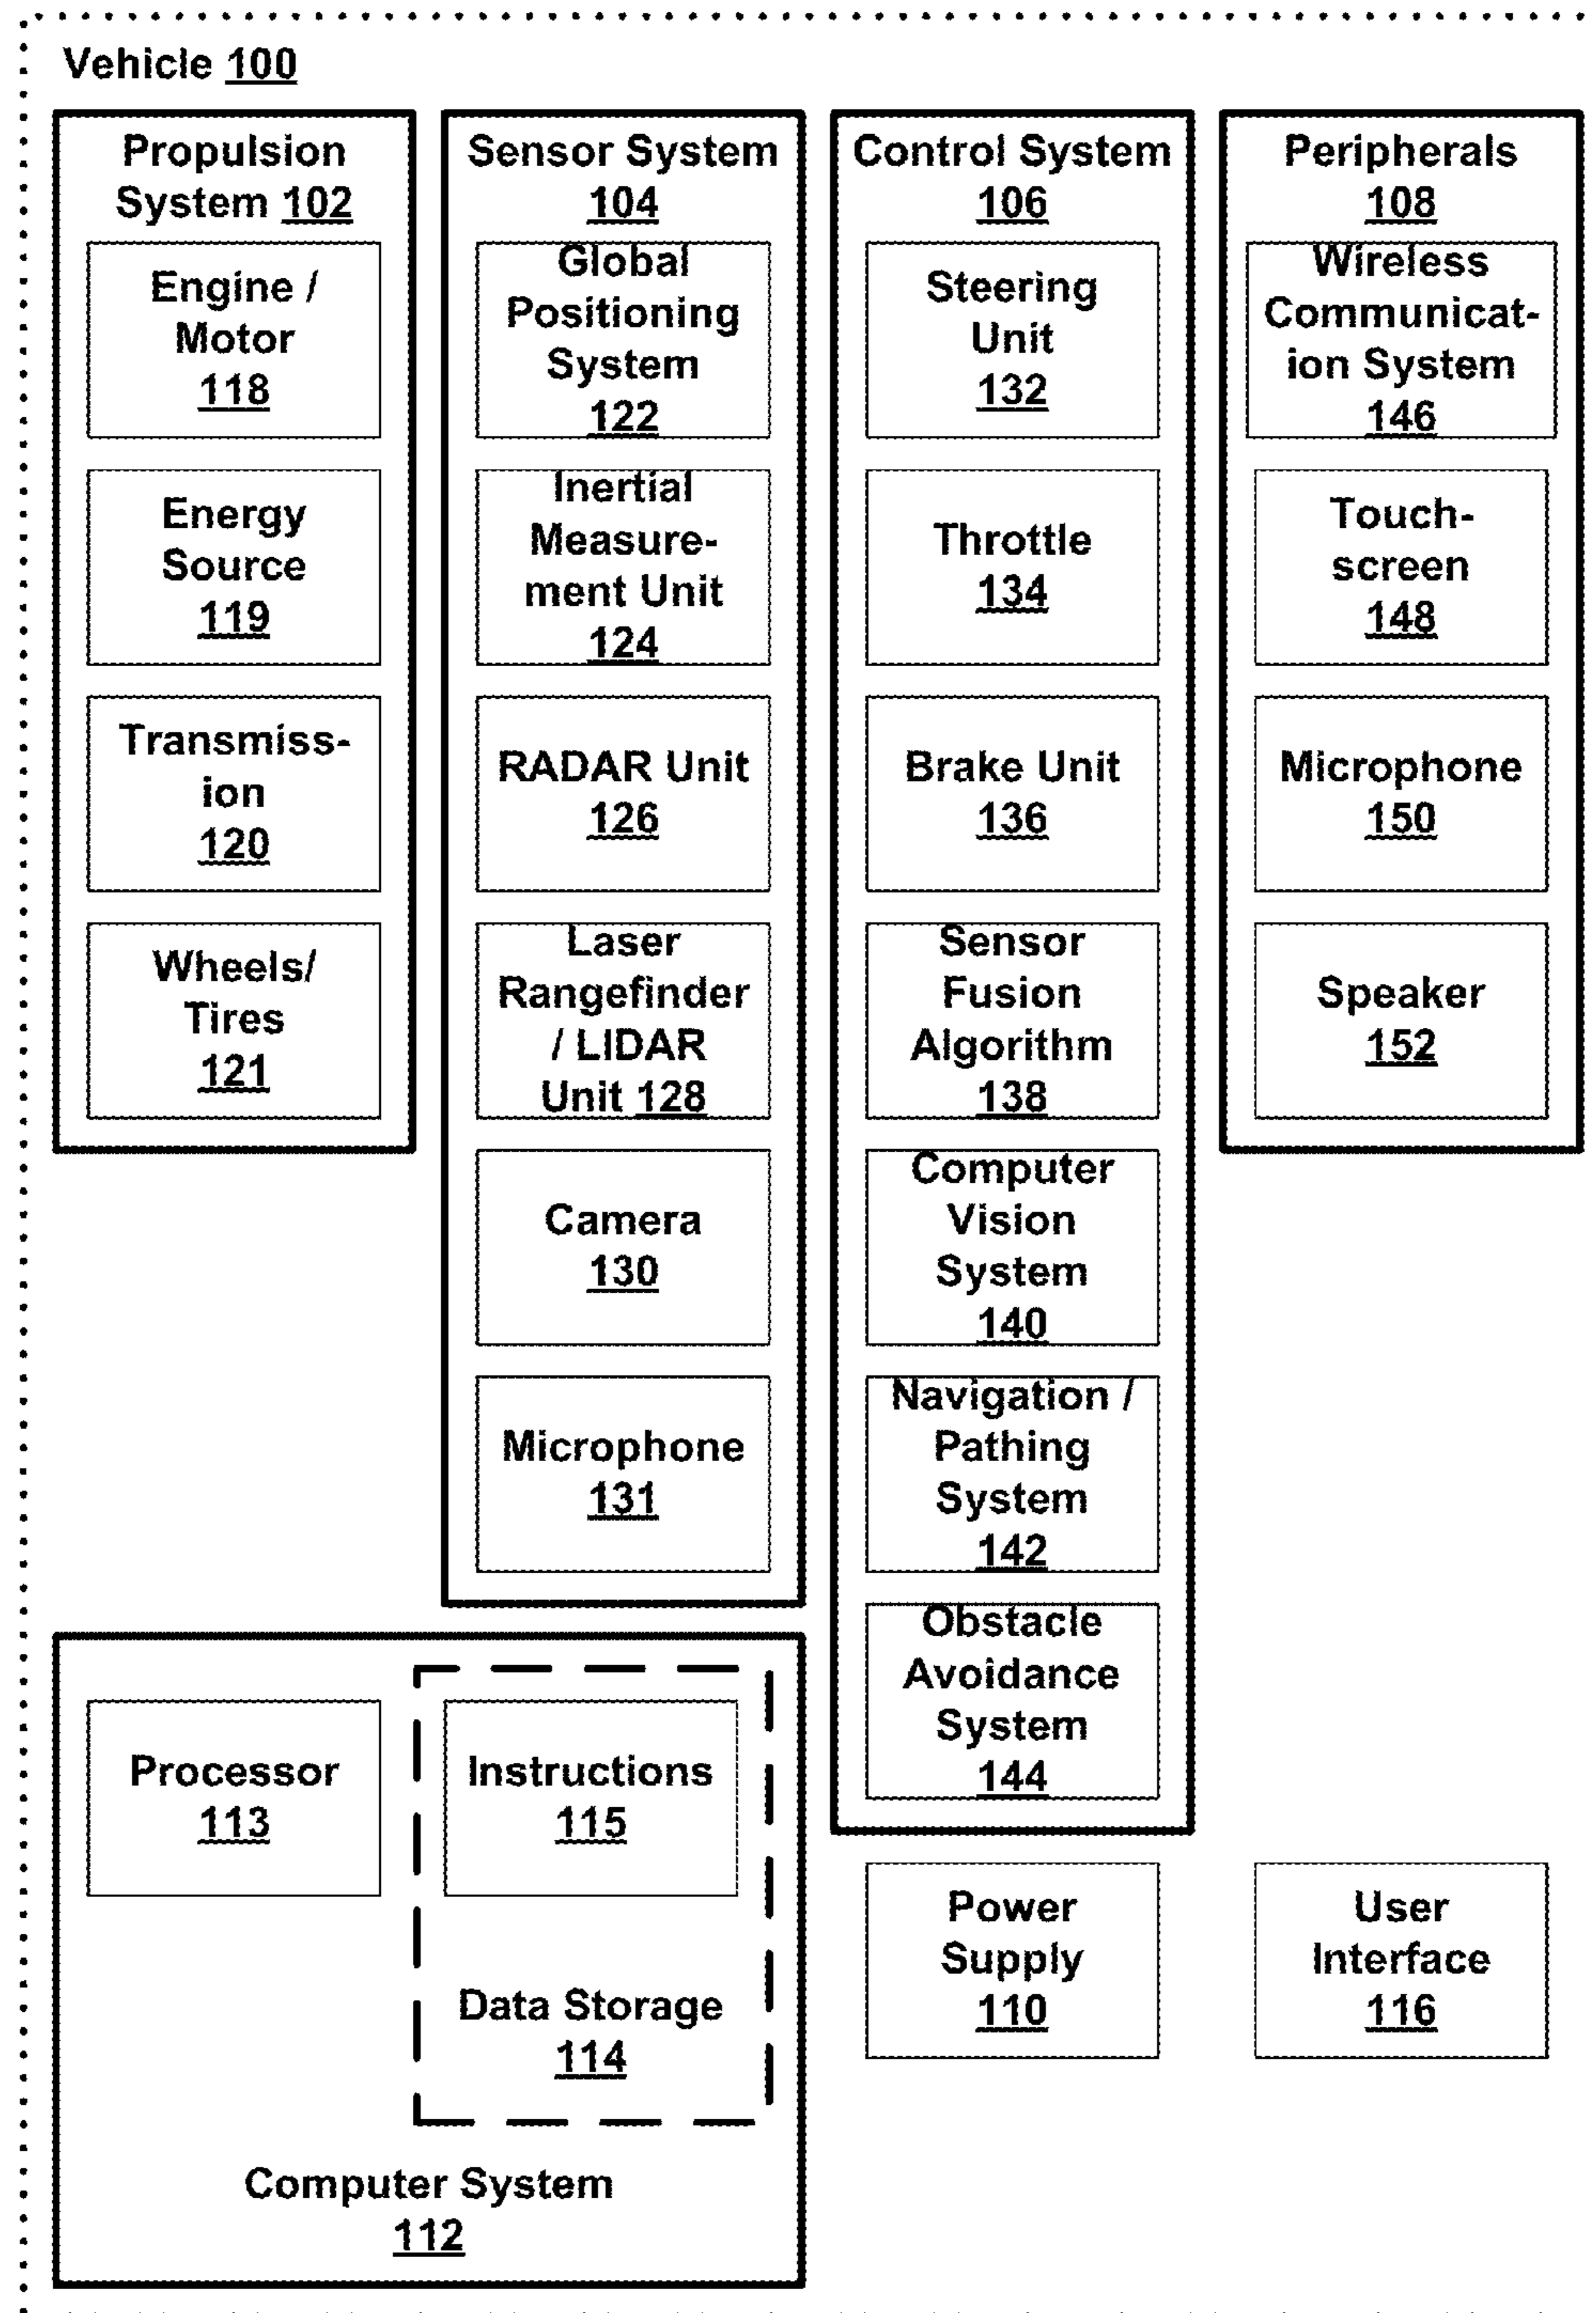 Vehicle 100
Propulsion
System 102
Engine /
Motor
118
Energy
Source
119
Transmiss-
ion
120
Wheels/
Tires
121
Sensor System
104
Global
Positioning
System
122
Inertial
Measure-
ment Unit
124
RADAR Unit
126
Laser
Rangefinder
/ LIDAR
Unit 128
Camera
130
Microphone
131
Control System
106
Steering
Unit
132
Throttle
134
Brake Unit
136
Sensor
Fusion
Algorithm
138
Computer
Vision
System
140
Navigation /
Pathing
System
142
Obstacle
Avoidance
System
144
Peripherals
108
Wireless
Communicat-
ion System
146
Touch-
screen
148
Microphone
150
Speaker
152
Processor
113
Instructions
115
Data Storage
114
Computer System
112
Power
Supply
110
User
Interface
116